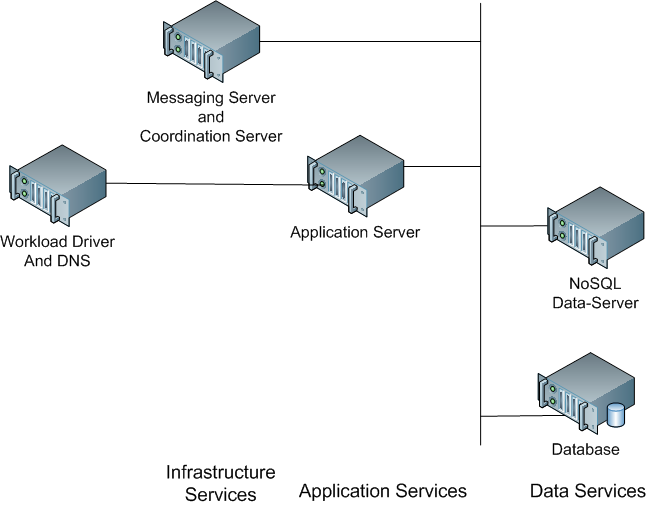 Messaging Server
and
Coordination Server
Workload Driver
And DNS
Application Server
NoSQL
Data-Server
Database
Infrastructure
Services
Application Services
Data Services